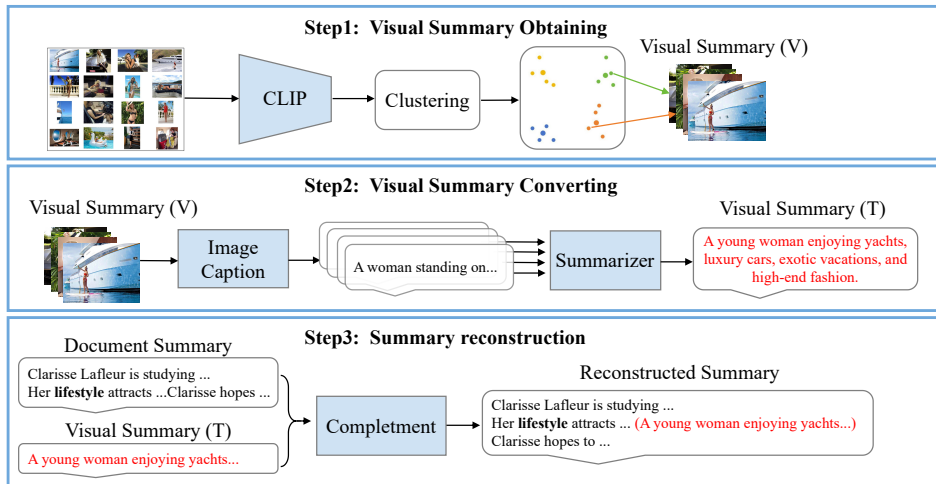 Step1: Visual Summary Obtaining
CLIP
Clustering
Visual Summary (V)
Step2: Visual Summary Converting
Visual Summary (V)
Image
Caption
A woman standing on...
Summarizer
Visual Summary (T)
A young woman enjoying yachts,
luxury cars, exotic vacations, and
high-end fashion.
Step3: Summary reconstruction
Document Summary
Clarisse Lafleur is studying ...
Her lifestyle attracts ...Clarisse hopes ...
Visual Summary (T)
A young woman enjoying yachts...
Completment
Reconstructed Summary
Clarisse Lafleur is studying ...
Her lifestyle attracts ... (A young woman enjoying yachts...)
Clarisse hopes to ...